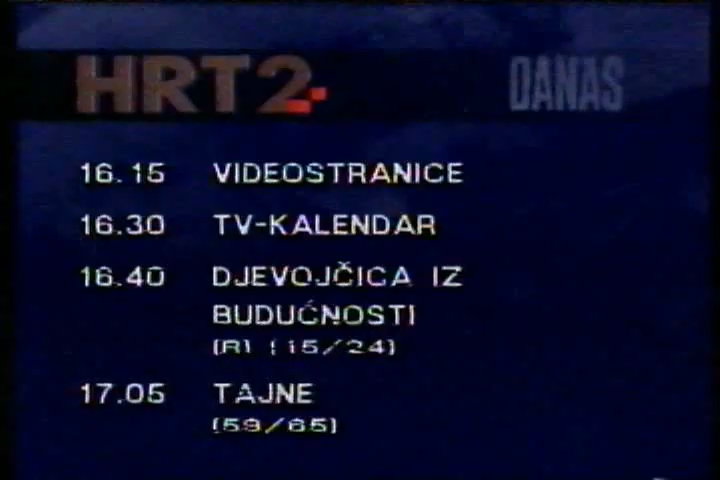 HRT2 DANAS
16.15 VIDEOSTRANICE
16.30 TV-KALENDAR
16.40 DJEVOJČICA IZ
BUDUĆNOSTI
(R) (15/24)
17.05 TAJNE
(59/65)